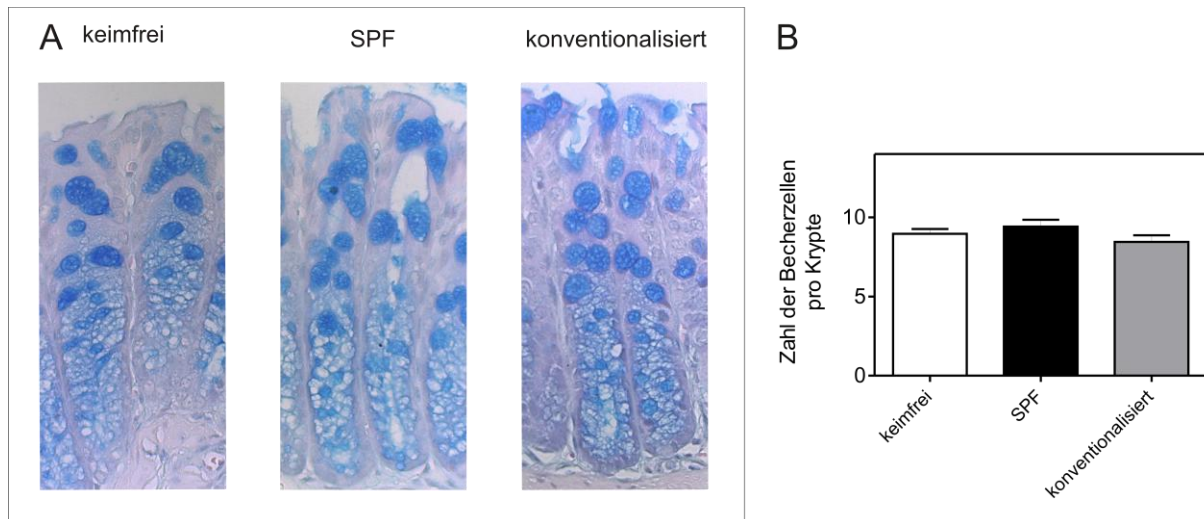 A
keimfrei
SPF
konventionalisiert
B
Zahl der Becherzellen
pro Krypte
10
5
0
keimfrei
SPF
konventionalisiert